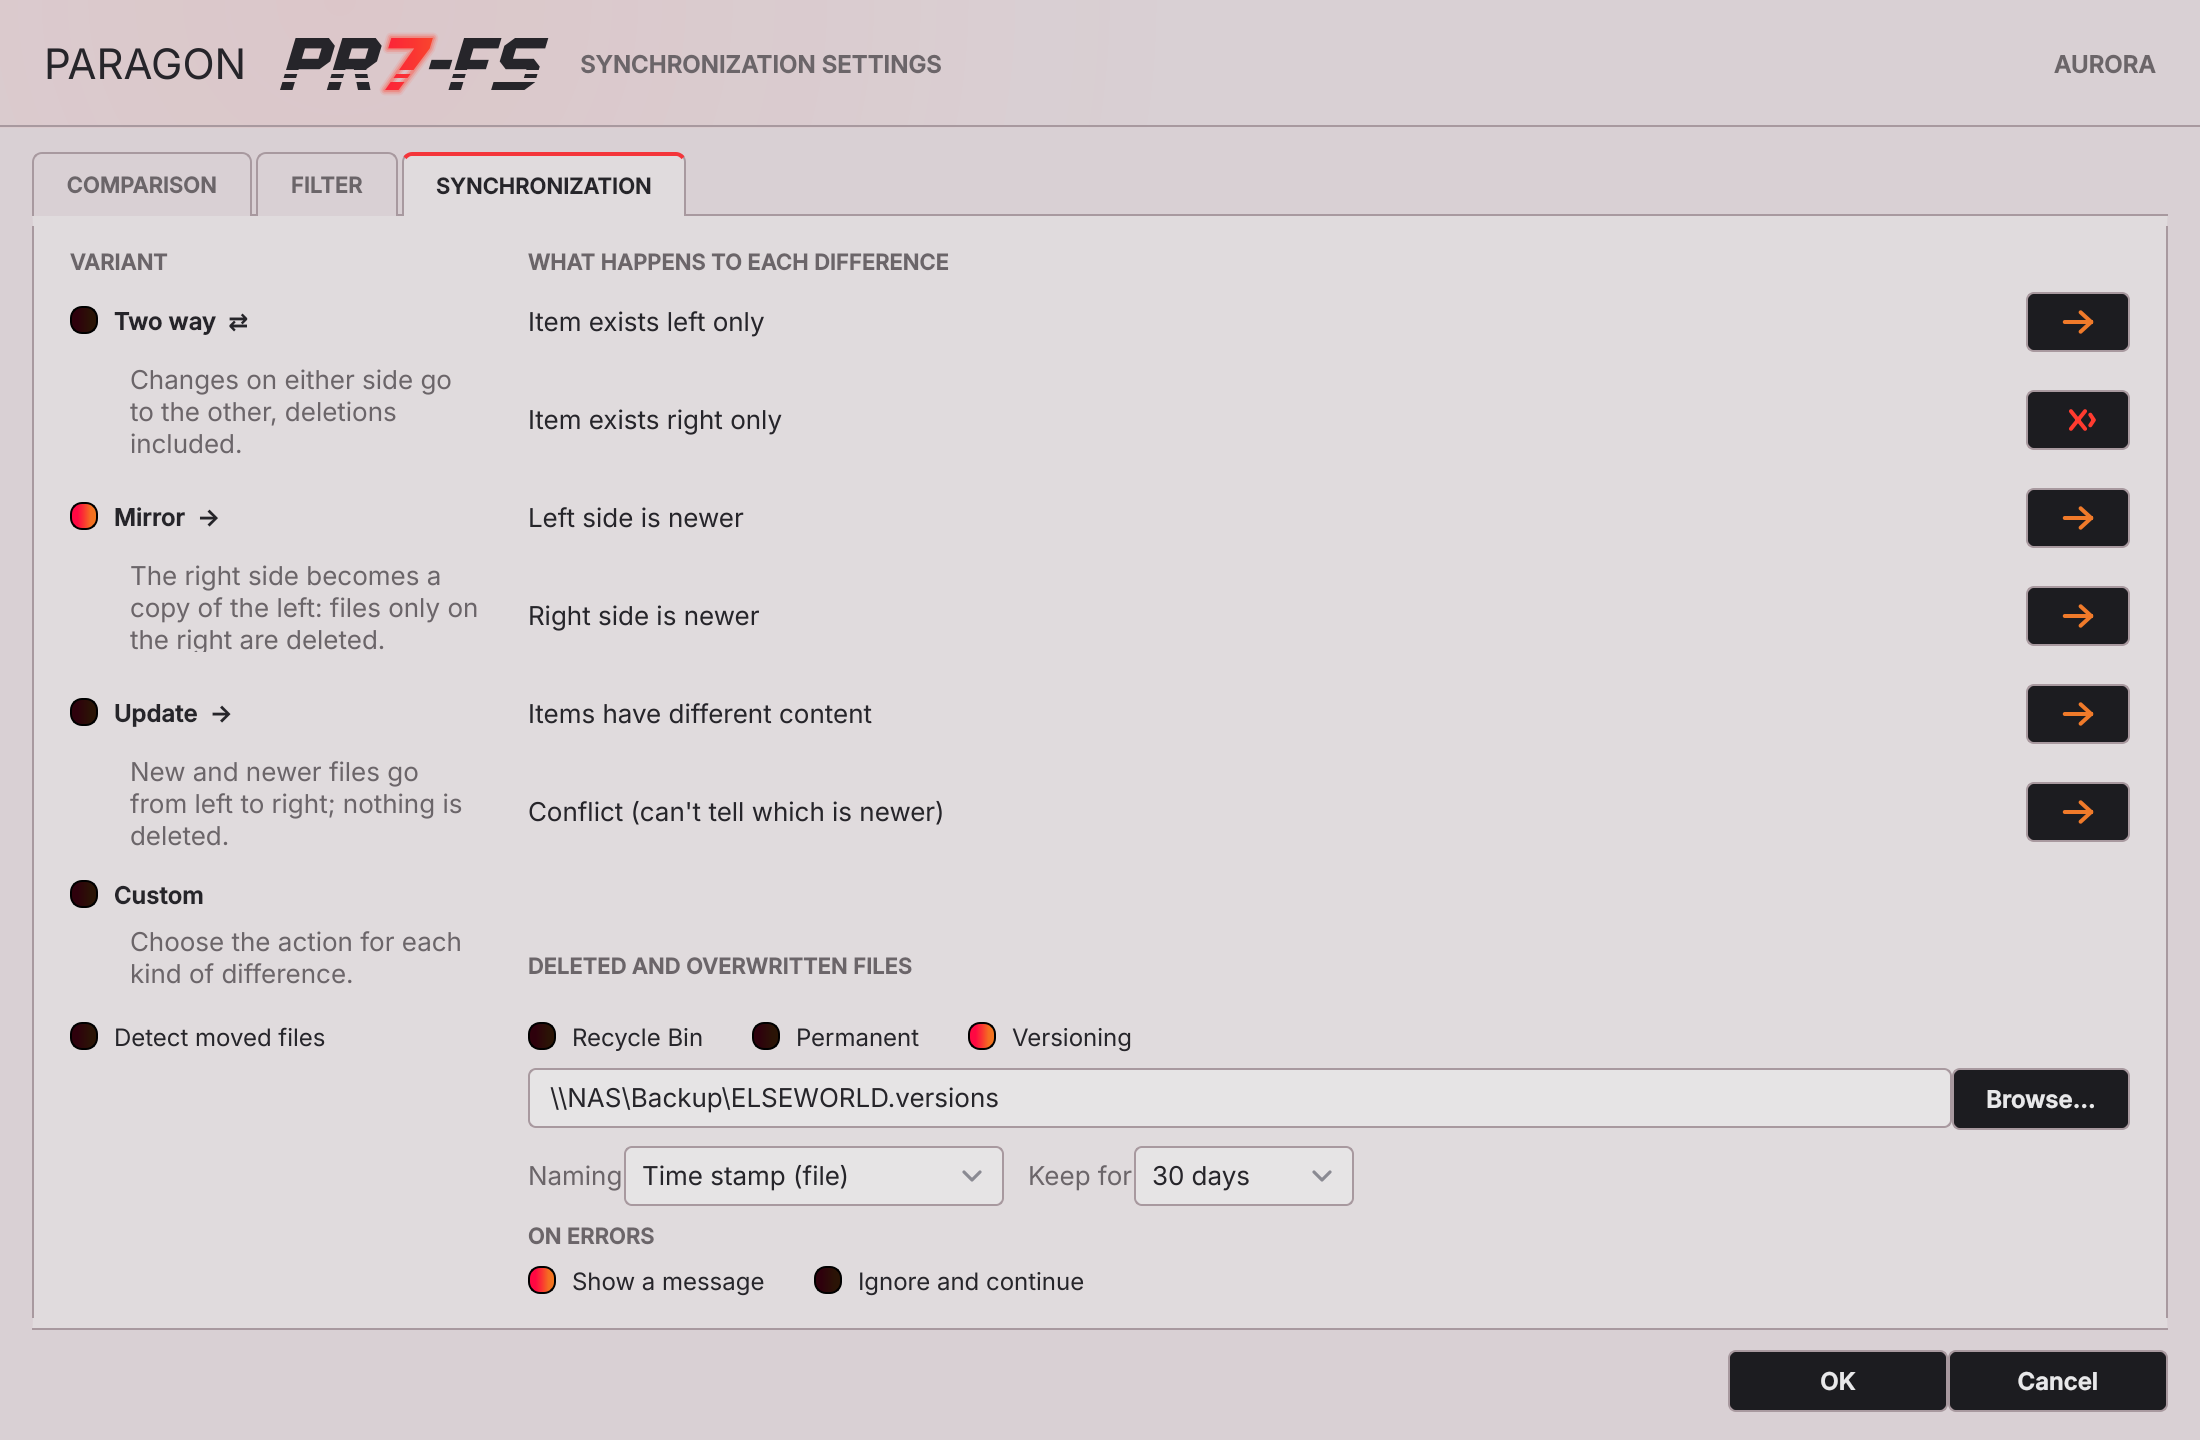 PARAGON PR7-FS SYNCHRONIZATION SETTINGS AURORA
COMPARISON FILTER SYNCHRONIZATION
VARIANT
Two way ⇄
Changes on either side go
to the other, deletions
included.
Mirror →
The right side becomes a
copy of the left: files only on
the right are deleted.
Update →
New and newer files go
from left to right; nothing is
deleted.
Custom
Choose the action for each
kind of difference.
Detect moved files
WHAT HAPPENS TO EACH DIFFERENCE
Item exists left only
Item exists right only
Left side is newer
Right side is newer
Items have different content
Conflict (can't tell which is newer)
DELETED AND OVERWRITTEN FILES
Recycle Bin Permanent Versioning
\\NAS\Backup\ELSEWORLD.versions Browse...
Naming Time stamp (file) Keep for 30 days
ON ERRORS
Show a message Ignore and continue
OK Cancel